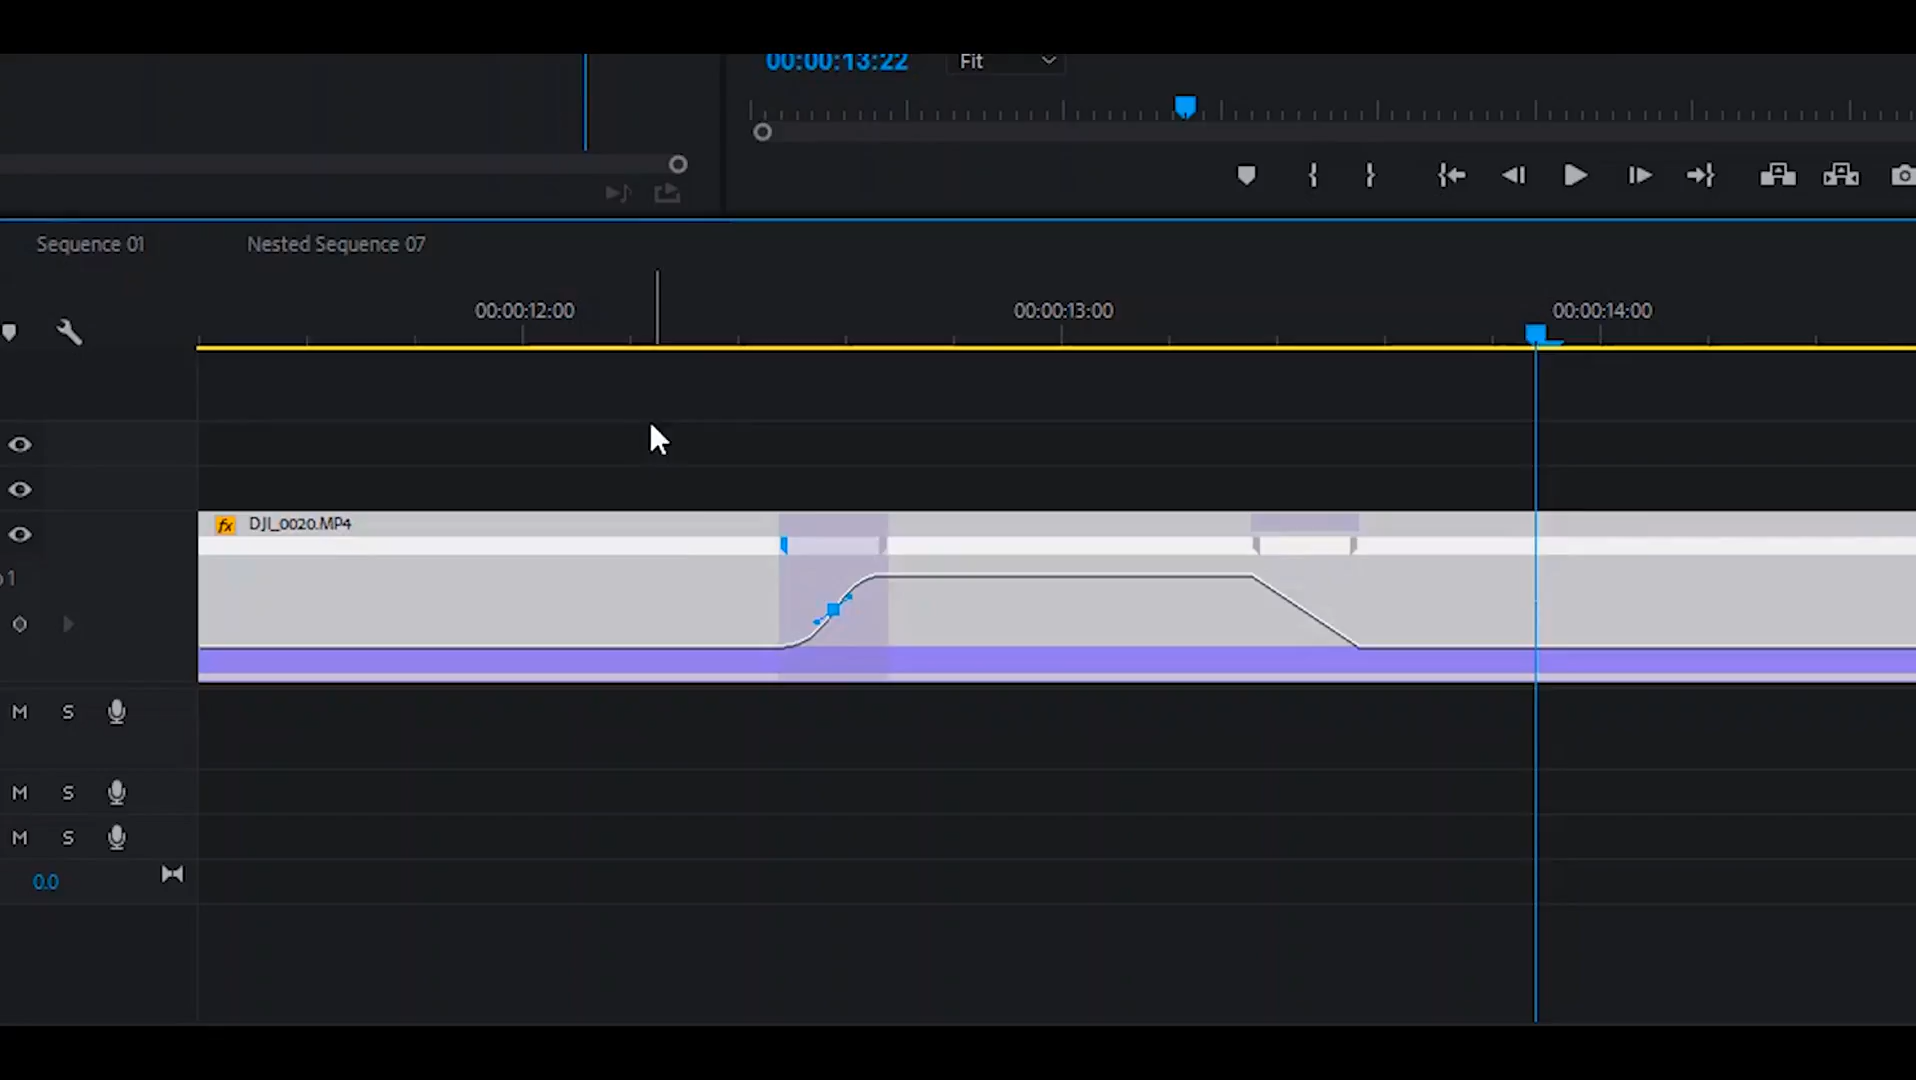 00:00:13:22 Fit
Sequence 01 Nested Sequence 07
00:00:12:00 00:00:13:00 00:00:14:00
fx DJI_0020.MP4
1
M S
M S
M S
0.0